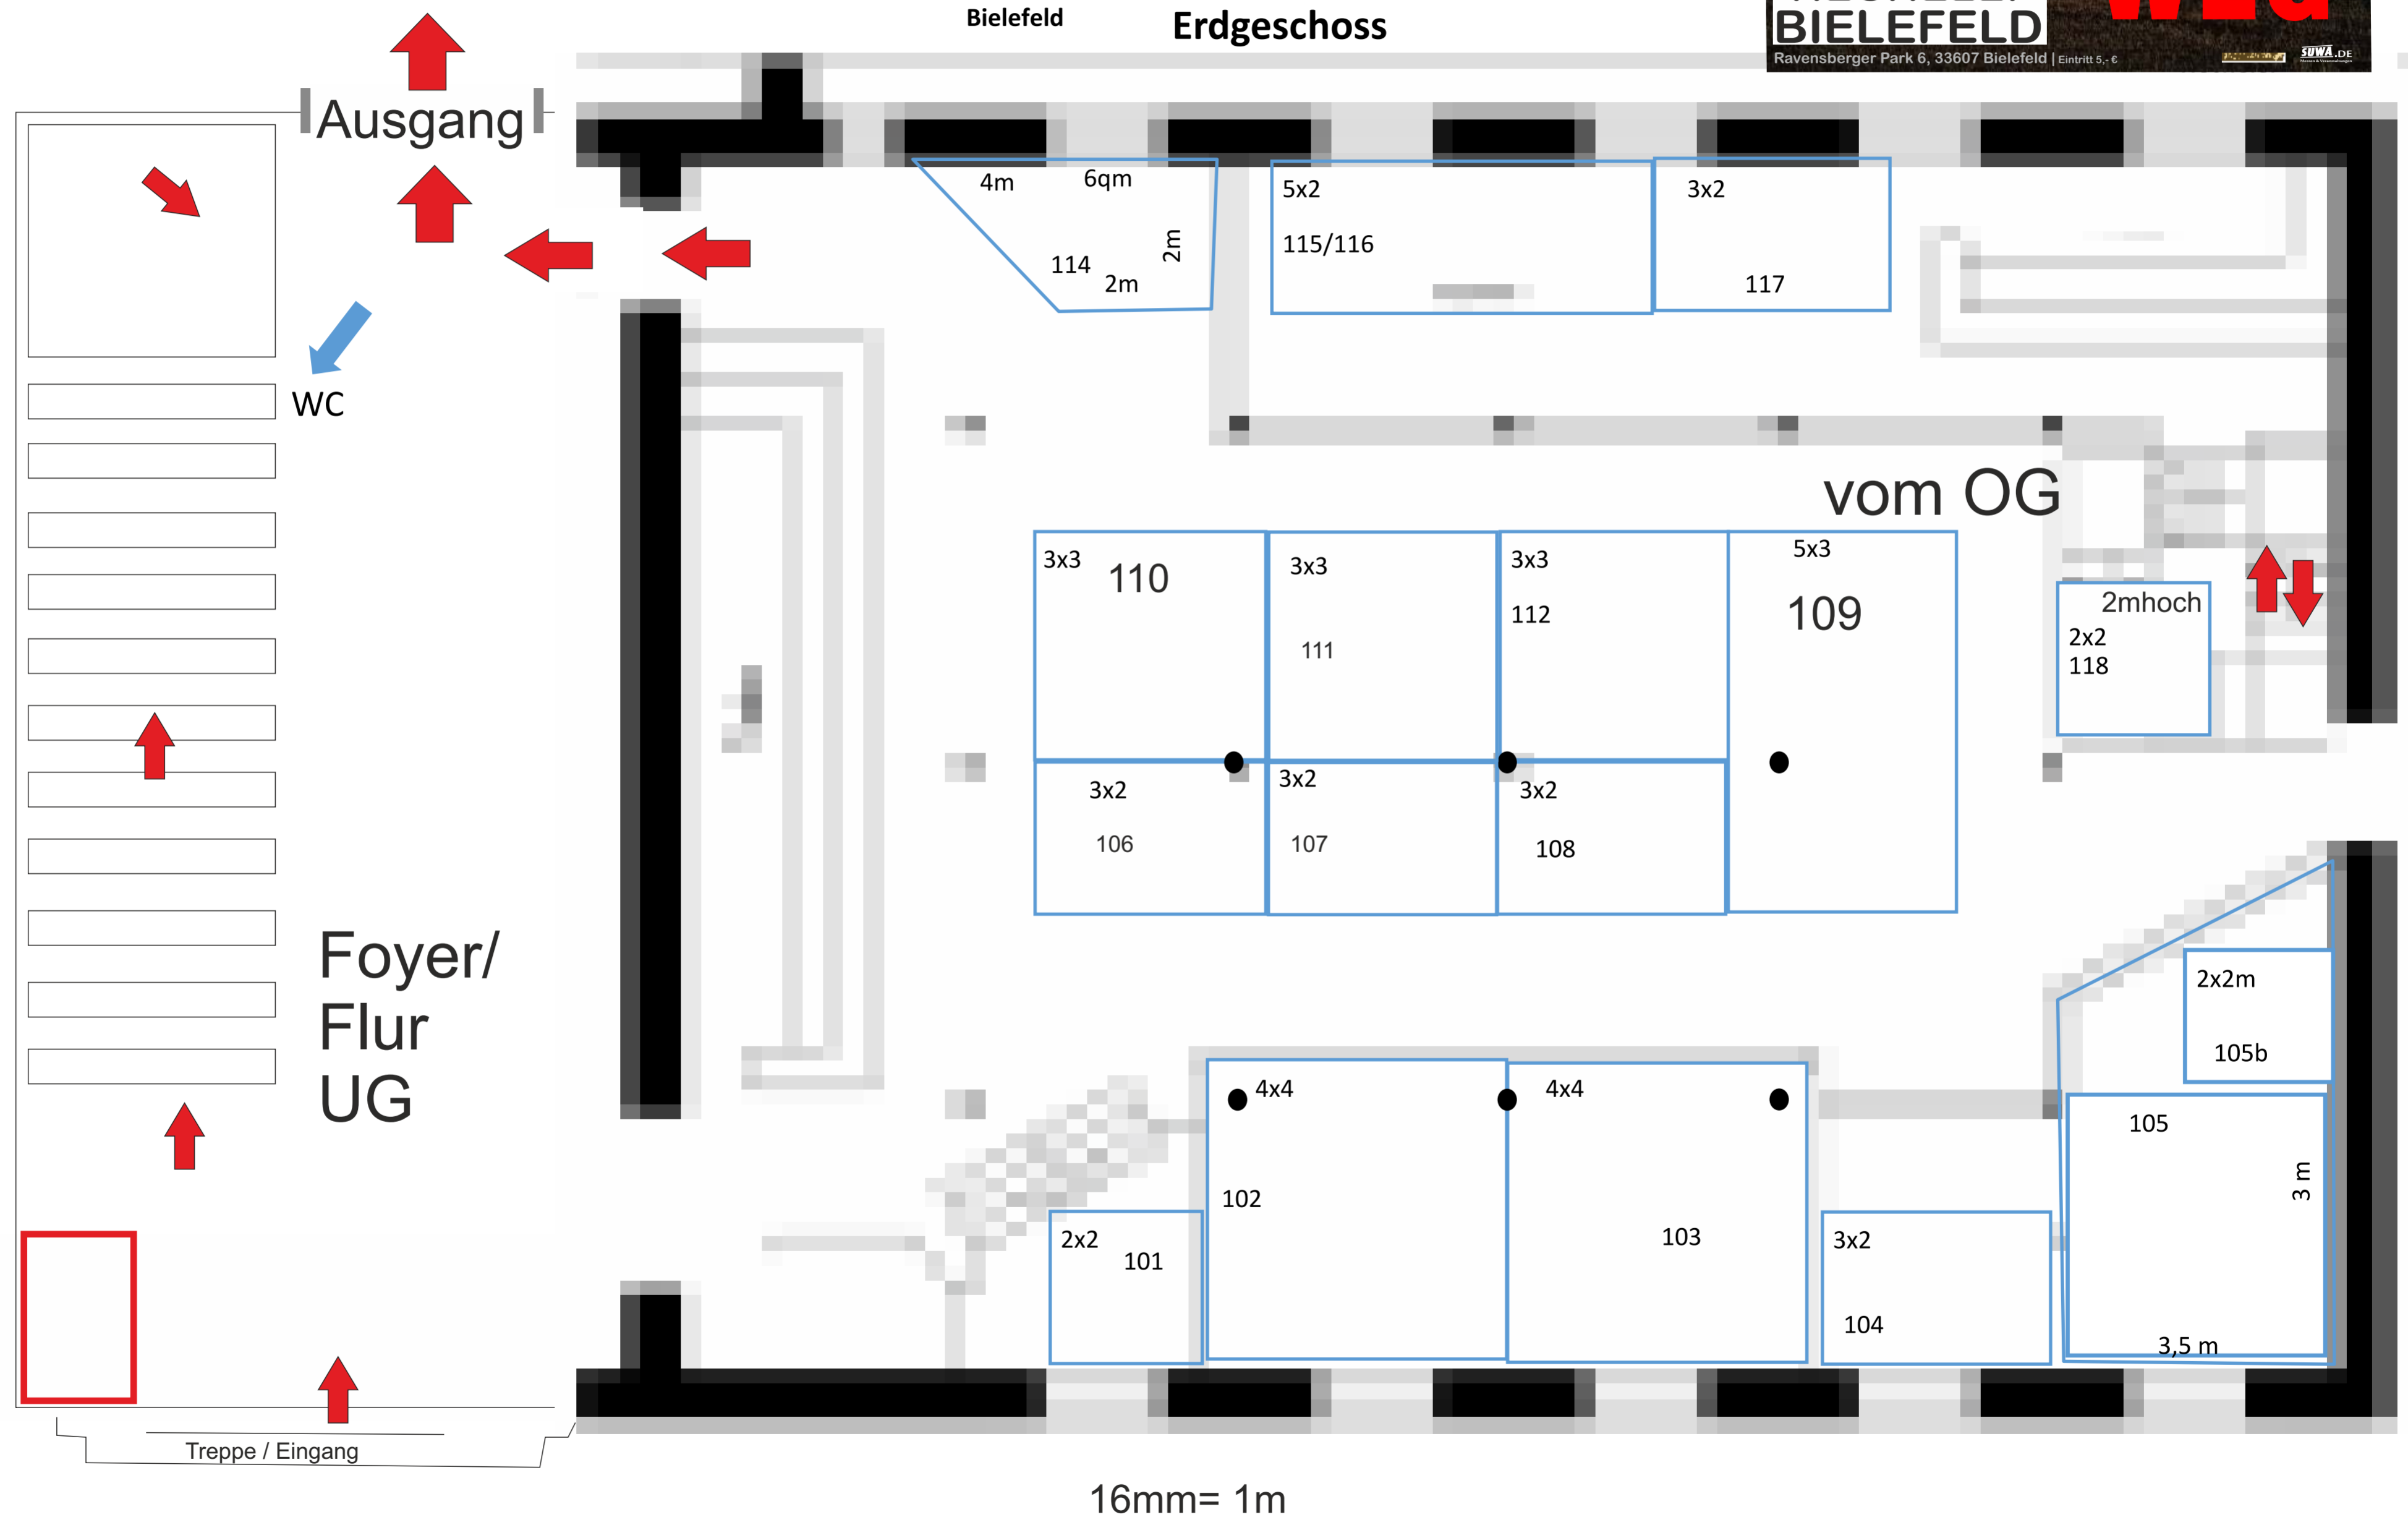 Bielefeld
Erdgeschoss
BIELEFELD
Ravensberger Park 6, 33607 Bielefeld | Eintritt 5,- €
SUWA.DE
Ausgang
4m
6qm
2m
114
2m
5x2
115/116
3x2
117
WC
vom OG
3x3
110
3x3
111
3x3
112
5x3
109
2mhoch
2x2
118
3x2
106
3x2
107
3x2
108
Foyer/
Flur
UG
2x2m
105b
4x4
102
4x4
103
2x2
101
3x2
104
105
3 m
3,5 m
Treppe / Eingang
16mm= 1m